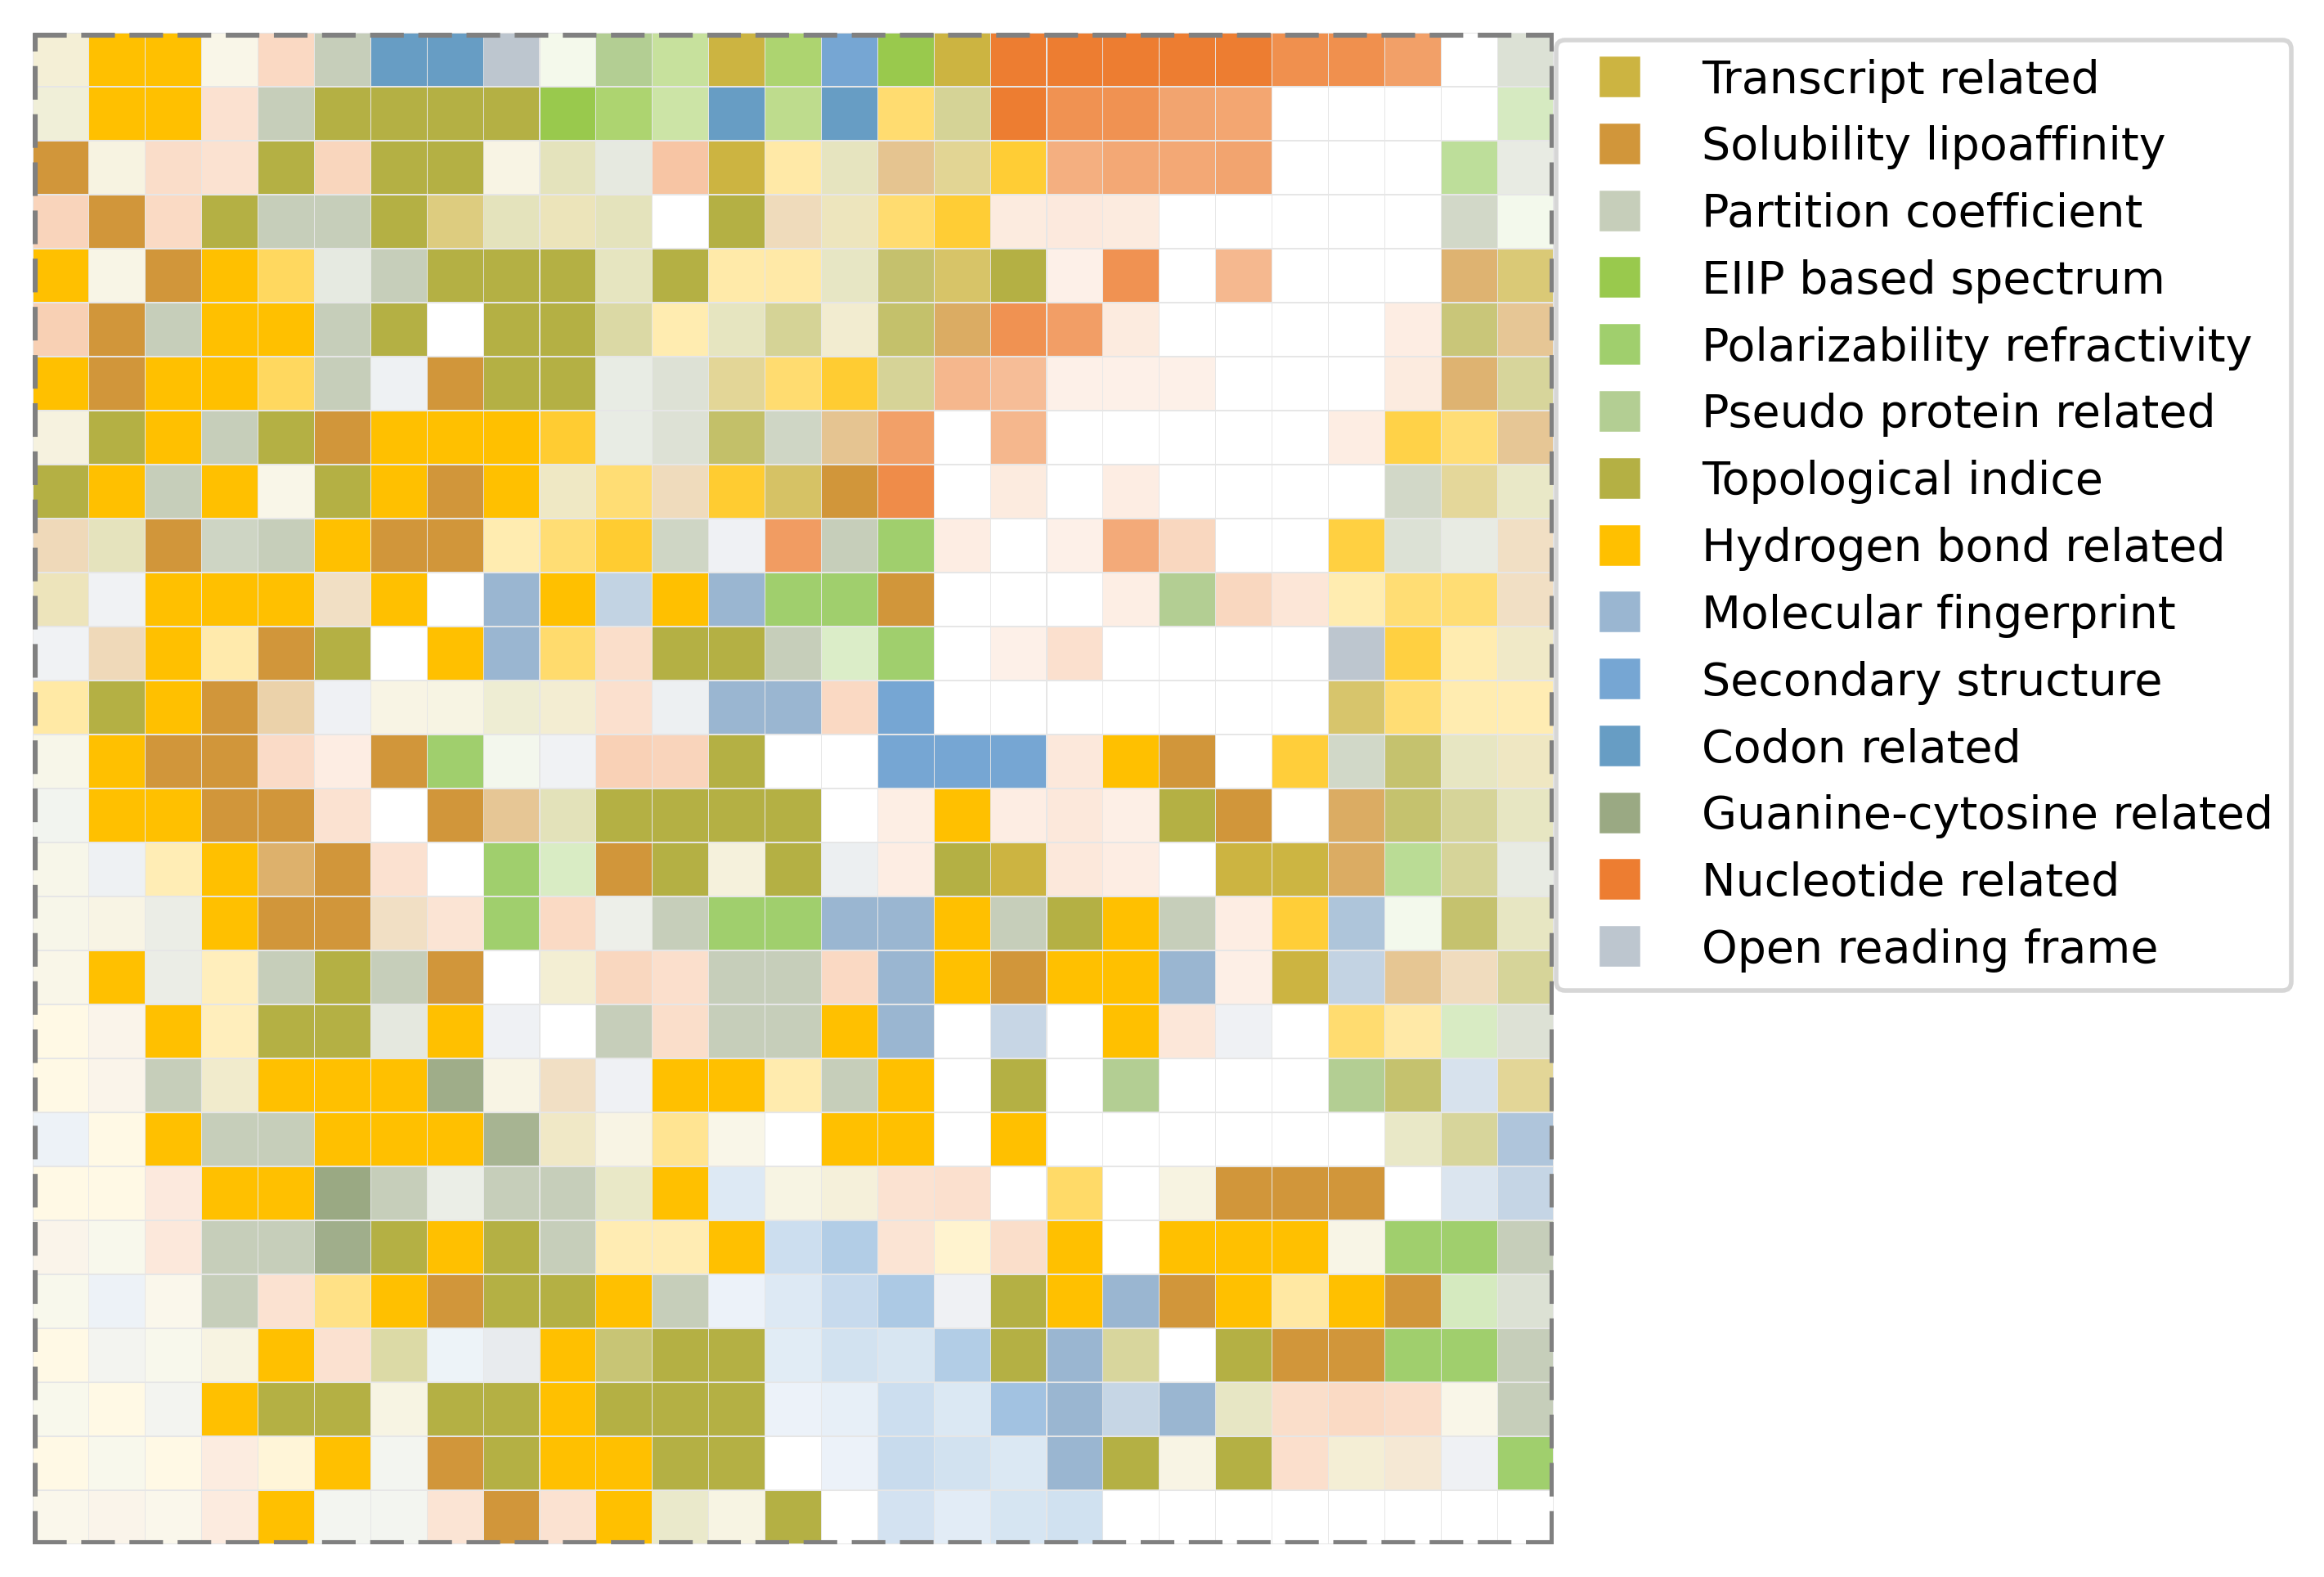 Transcript related
Solubility lipoaffinity
Partition coefficient
EIIP based spectrum
Polarizability refractivity
Pseudo protein related
Topological indice
Hydrogen bond related
Molecular fingerprint
Secondary structure
Codon related
Guanine-cytosine related
Nucleotide related
Open reading frame